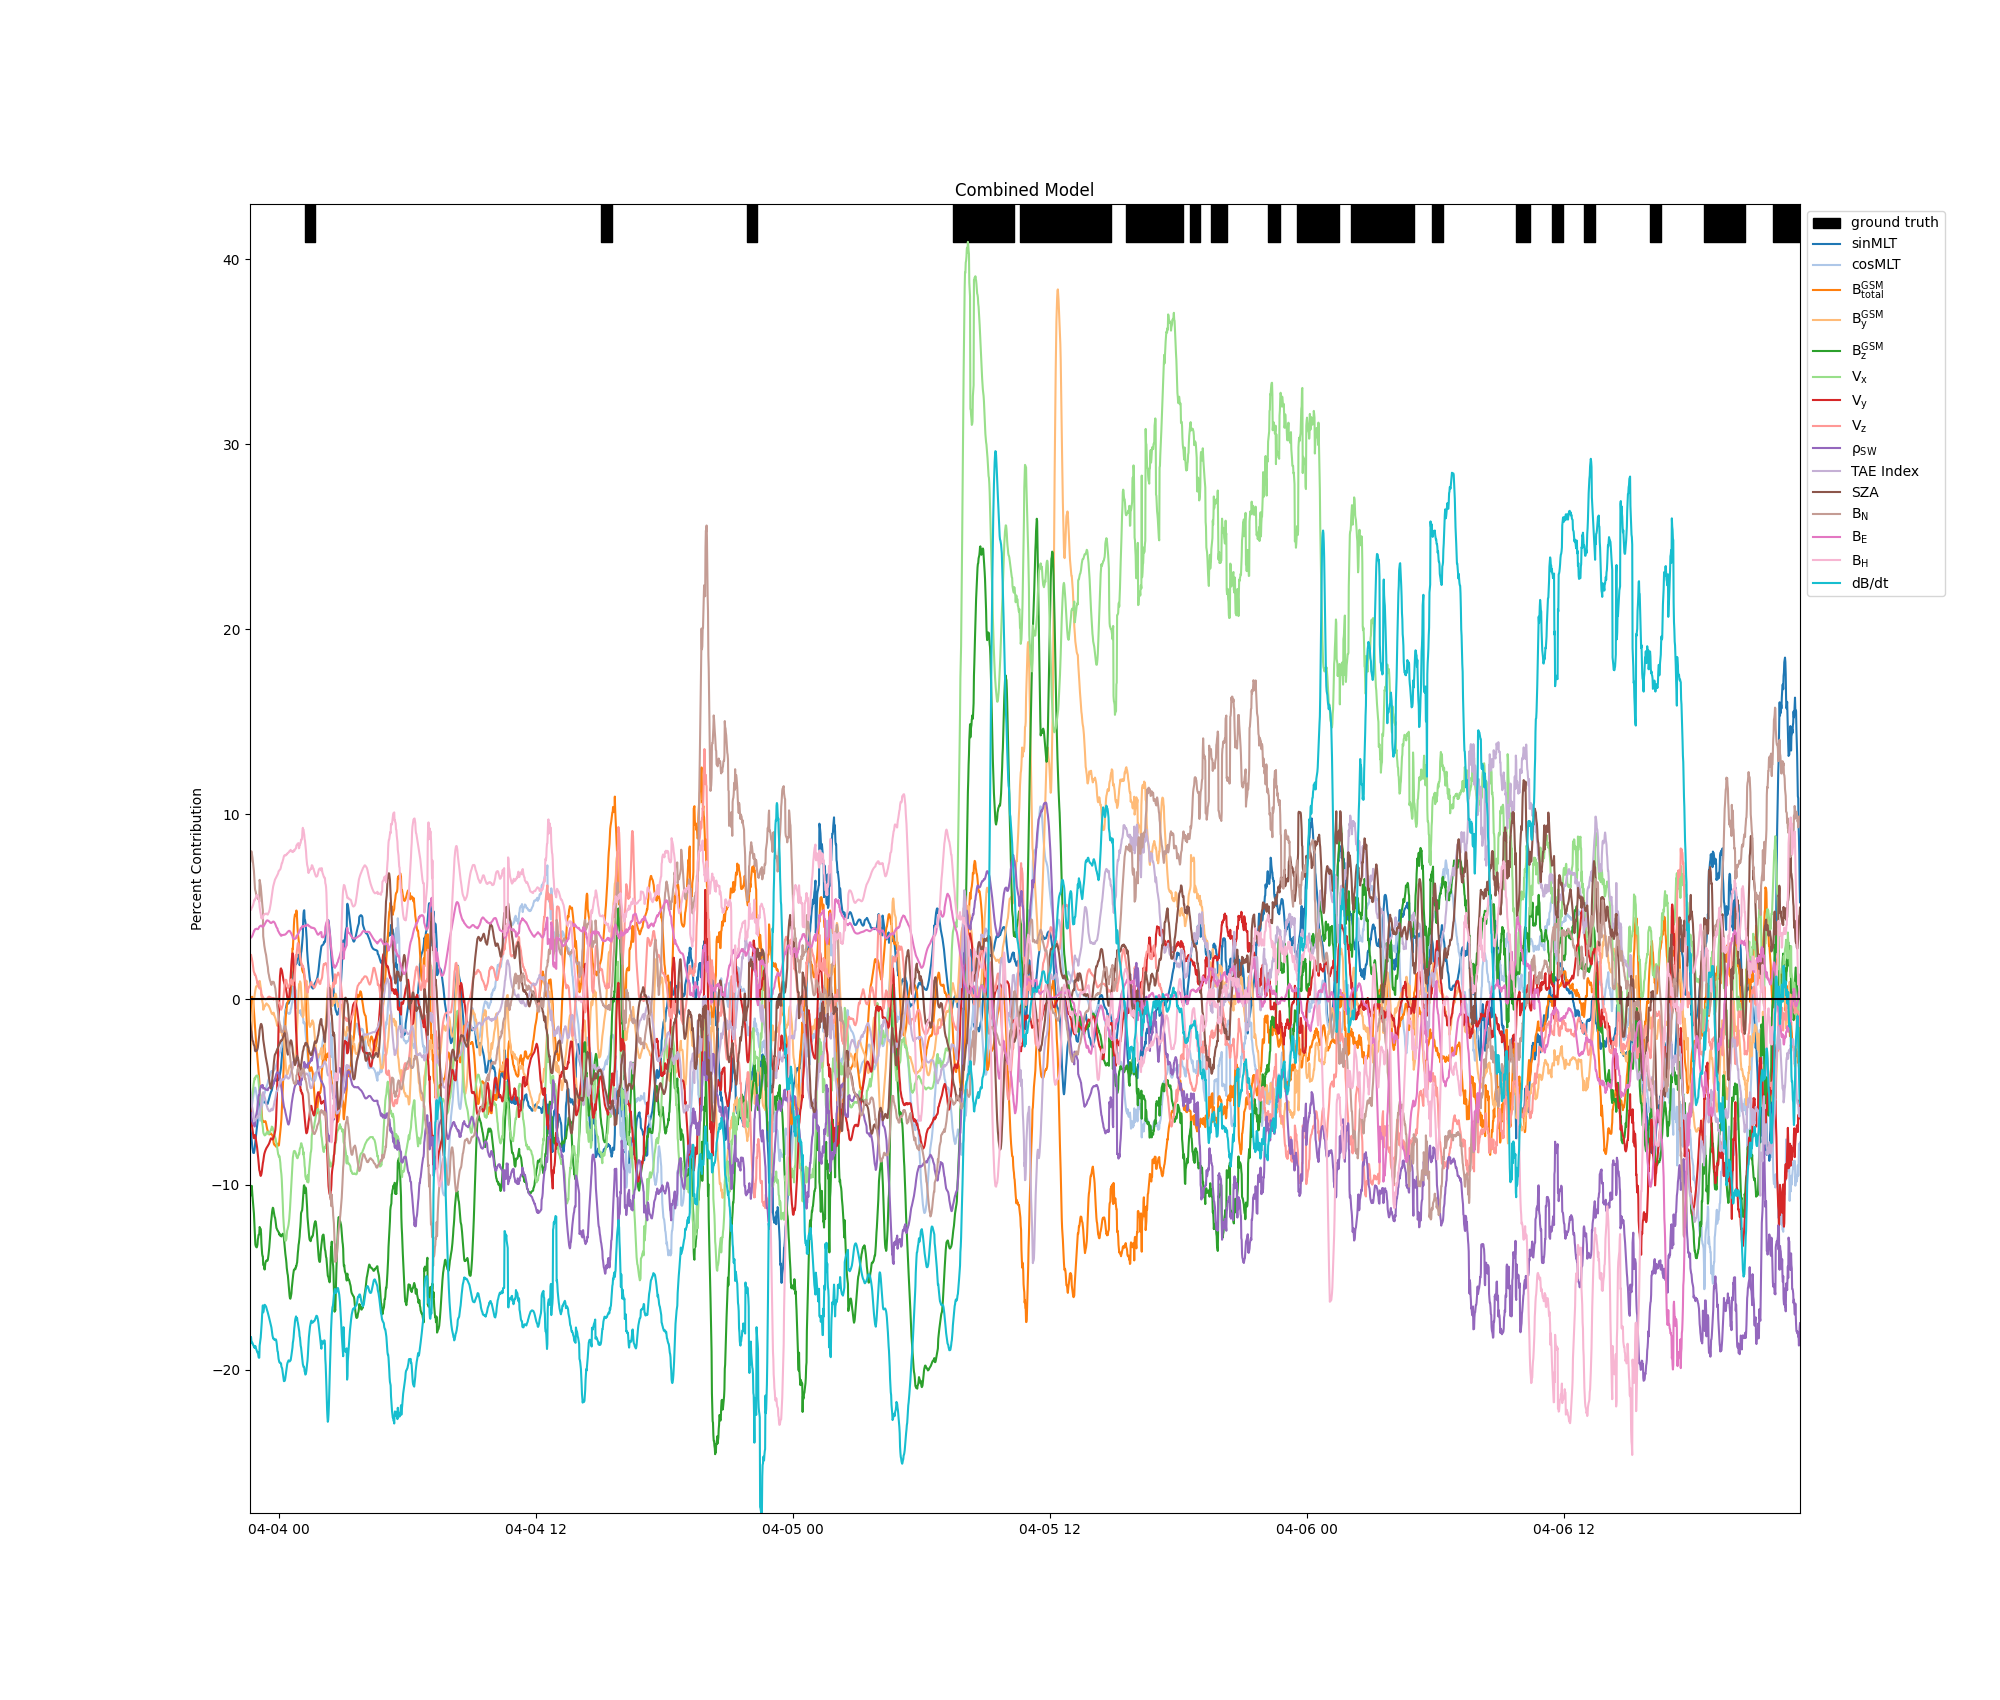 Combined Model
Percent Contribution
40
30
20
10
0
−10
−20
04-04 00
04-04 12
04-05 00
04-05 12
04-06 00
04-06 12
ground truth
sinMLT
cosMLT
B_total^GSM
B_y^GSM
B_z^GSM
V_x
V_y
V_z
ρ_SW
TAE Index
SZA
B_N
B_E
B_H
dB/dt